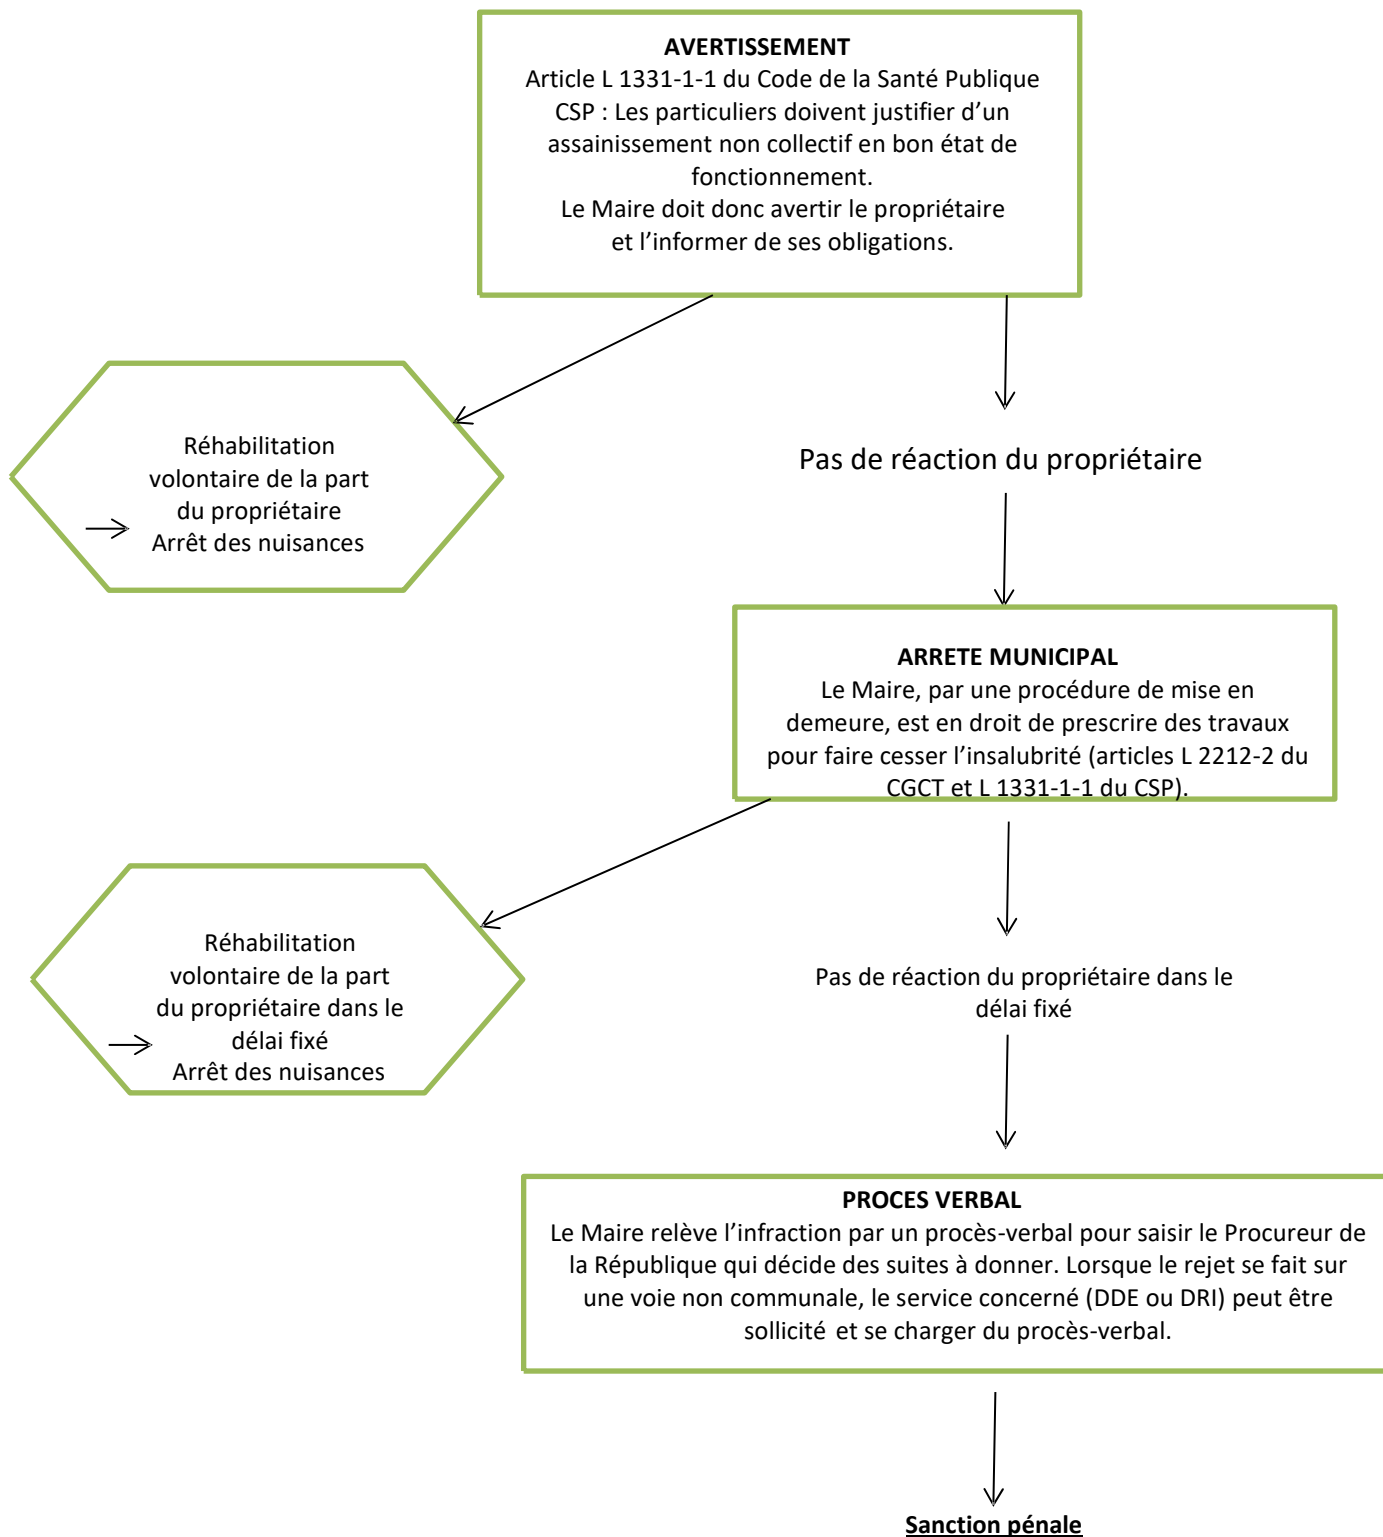 AVERTISSEMENT
Article L 1331-1-1 du Code de la Santé Publique
CSP : Les particuliers doivent justifier d’un
assainissement non collectif en bon état de
fonctionnement.
Le Maire doit donc avertir le propriétaire
et l’informer de ses obligations.
Réhabilitation
volontaire de la part
du propriétaire
Arrêt des nuisances
Pas de réaction du propriétaire
ARRETE MUNICIPAL
Le Maire, par une procédure de mise en
demeure, est en droit de prescrire des travaux
pour faire cesser l’insalubrité (articles L 2212-2 du
CGCT et L 1331-1-1 du CSP).
Réhabilitation
volontaire de la part
du propriétaire dans le
délai fixé
Arrêt des nuisances
Pas de réaction du propriétaire dans le
délai fixé
PROCES VERBAL
Le Maire relève l’infraction par un procès-verbal pour saisir le Procureur de
la République qui décide des suites à donner. Lorsque le rejet se fait sur
une voie non communale, le service concerné (DDE ou DRI) peut être
sollicité et se charger du procès-verbal.
Sanction pénale